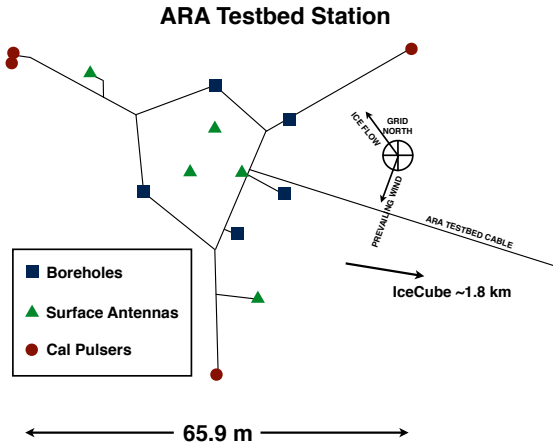 ARA Testbed Station
GRID
NORTH
ICE FLOW
PREVAILING WIND
ARA TESTBED CABLE
IceCube ~1.8 km
Boreholes
Surface Antennas
Cal Pulsers
65.9 m